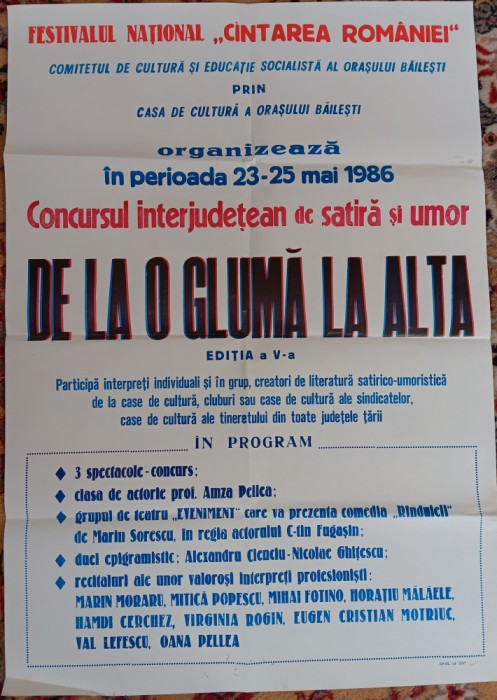 FESTIVALUL NAȚIONAL „CÎNTAREA ROMÂNIEI"
COMITETUL DE CULTURĂ ȘI EDUCAȚIE SOCIALISTĂ AL ORAȘULUI BĂILEȘTI
PRIN
CASA DE CULTURĂ A ORAȘULUI BĂILEȘTI
organizează
în perioada 23-25 mai 1986
Concursul interjudețean de satiră și umor
DE LA O GLUMĂ LA ALTA
EDIȚIA a V-a
Participă interpreți individuali și în grup, creatori de literatură satirico-umoristică
de la case de cultură, cluburi sau case de cultură ale sindicatelor,
case de cultură ale tineretului din toate județele țării
ÎN PROGRAM
◆ 3 spectacole-concurs;
◆ clasa de actorie prof. Amza Pellea;
◆ grupul de teatru „EVENIMENT" care va prezenta comedia „Rînduieli"
de Marin Sorescu, în regia actorului C-tin Fugașin;
◆ duel epigramistic: Alexandru Clenciu-Nicolae Ghițescu;
◆ recitaluri ale unor valoroși interpreți profesioniști:
MARIN MORARU, MITICĂ POPESCU, MIHAI FOTINO, HORAȚIU MĂLĂELE,
HAMDI CERCHEZ, VIRGINIA ROGIN, EUGEN CRISTIAN MOTRIUC,
VAL LEFESCU, OANA PELLEA